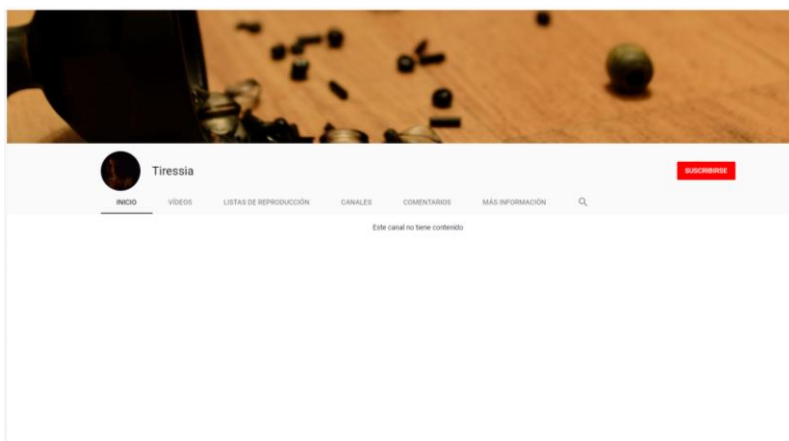 Tiressia
SUSCRIBIRSE
INICIO VÍDEOS LISTAS DE REPRODUCCIÓN CANALES COMENTARIOS MÁS INFORMACIÓN
Este canal no tiene contenido